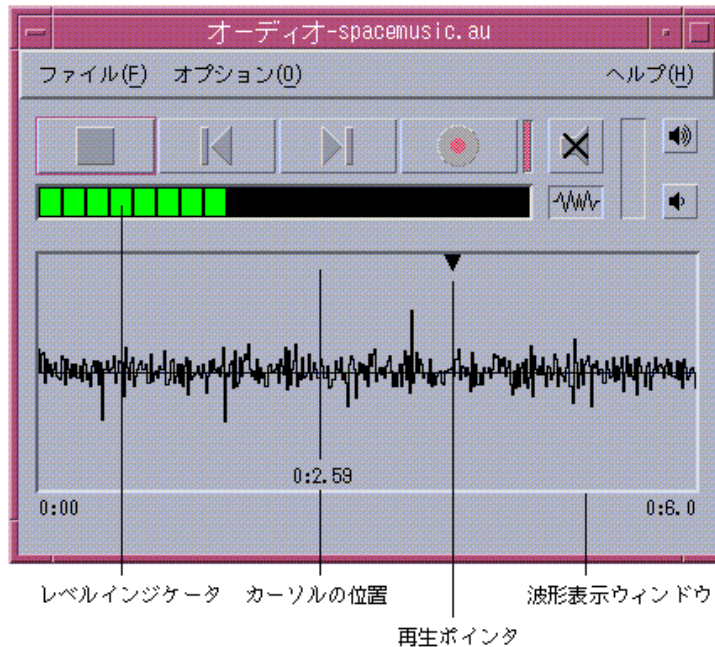 オーディオ-spacemusic.au
ファイル(F) オプション(O) ヘルプ(H)
0:2.59
0:00 0:6.0
レベルインジケータ カーソルの位置 波形表示ウィンドウ
再生ポインタ